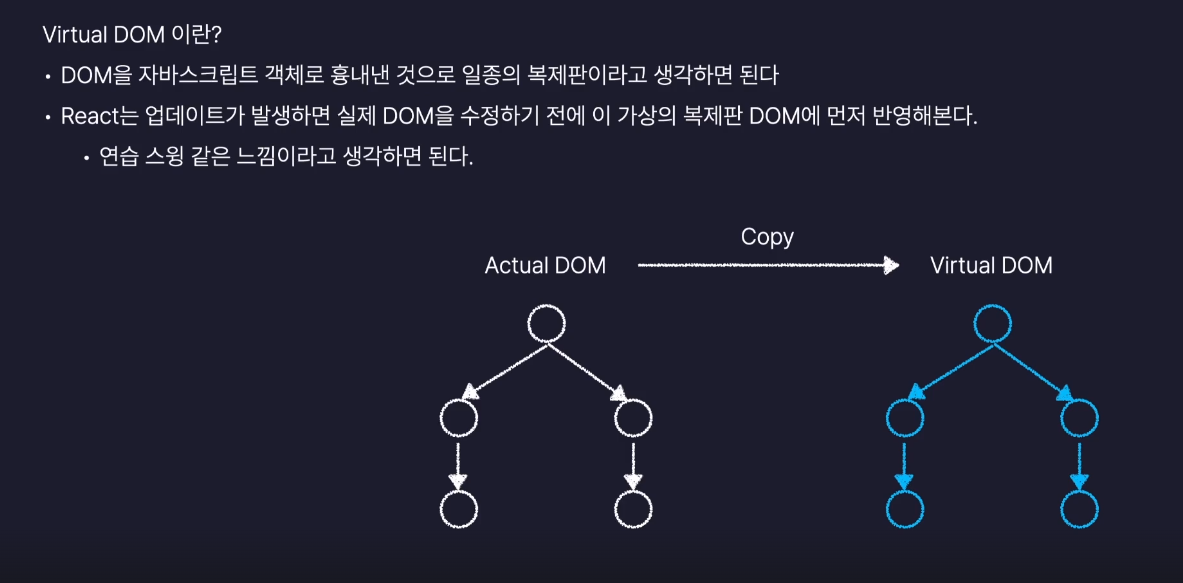 Virtual DOM 이란?
• DOM을 자바스크립트 객체로 흉내낸 것으로 일종의 복제판이라고 생각하면 된다
• React는 업데이트가 발생하면 실제 DOM을 수정하기 전에 이 가상의 복제판 DOM에 먼저 반영해본다.
• 연습 스윙 같은 느낌이라고 생각하면 된다.
Copy
Actual DOM
Virtual DOM